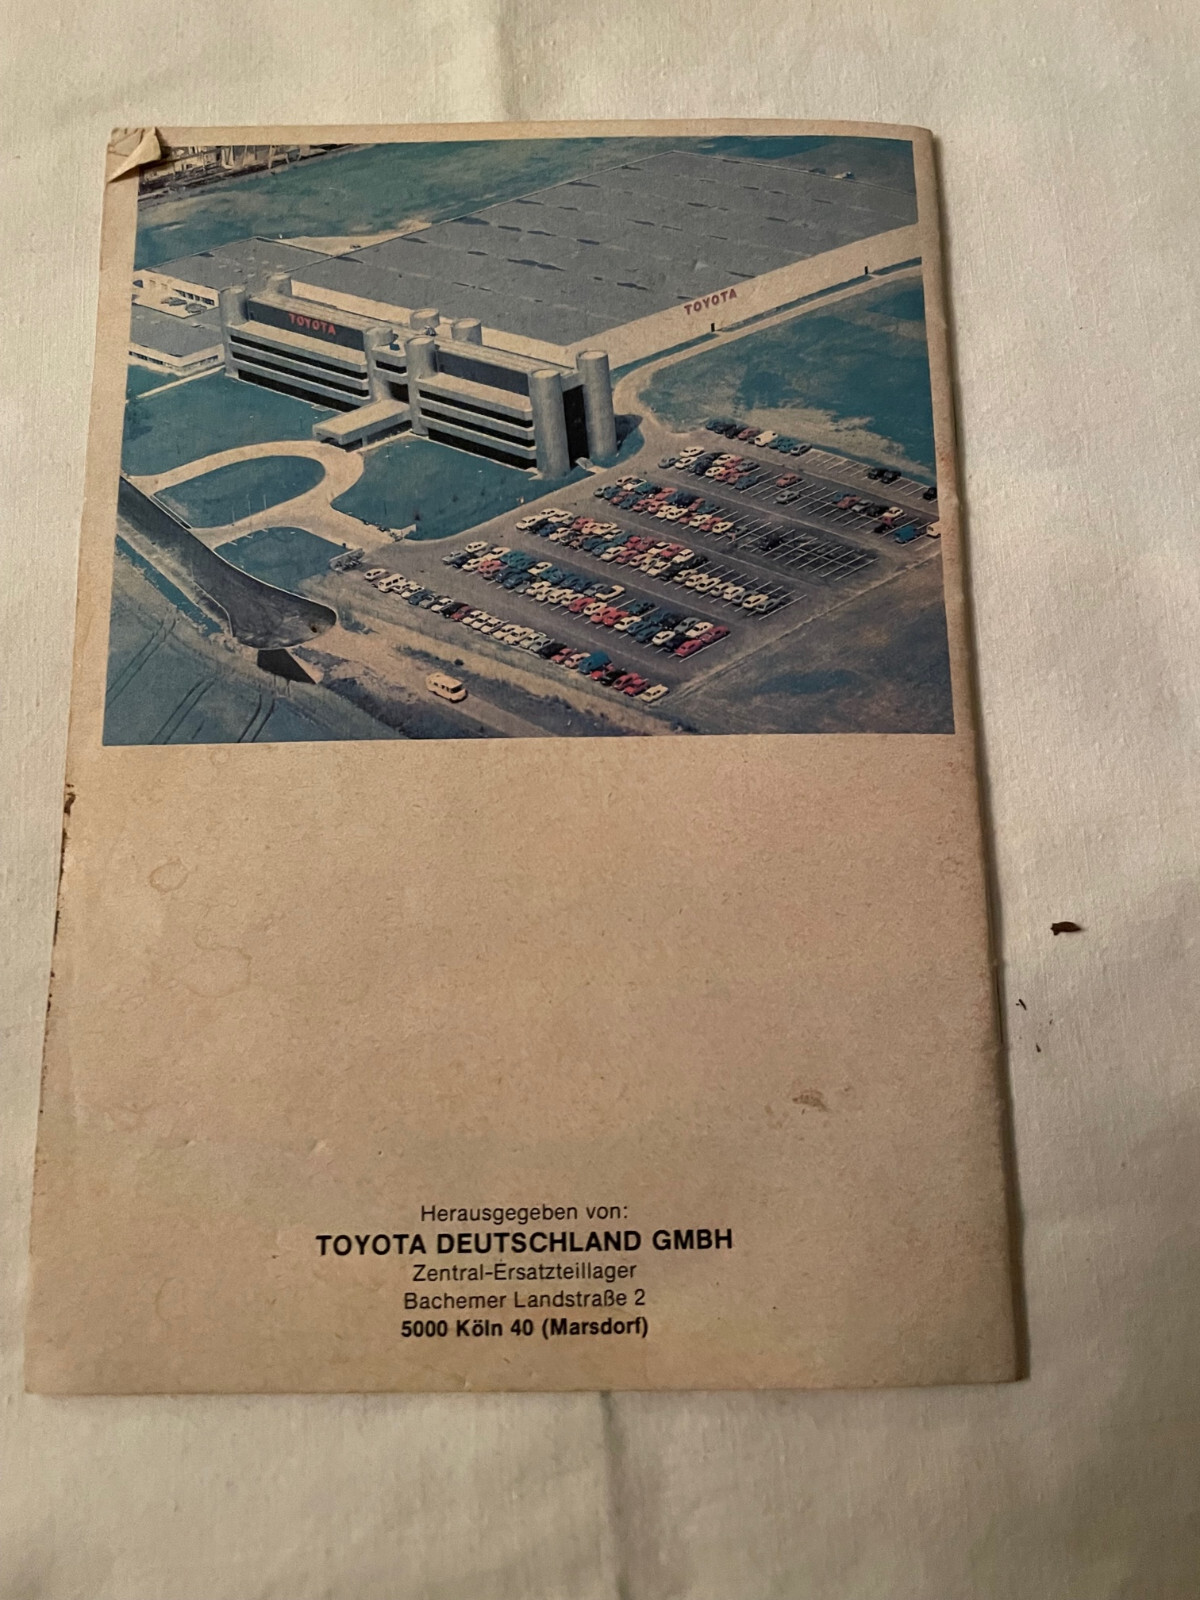 TOYOTA
TOYOTA
Herausgegeben von:
TOYOTA DEUTSCHLAND GMBH
Zentral-Ersatzteillager
Bachemer Landstraße 2
5000 Köln 40 (Marsdorf)